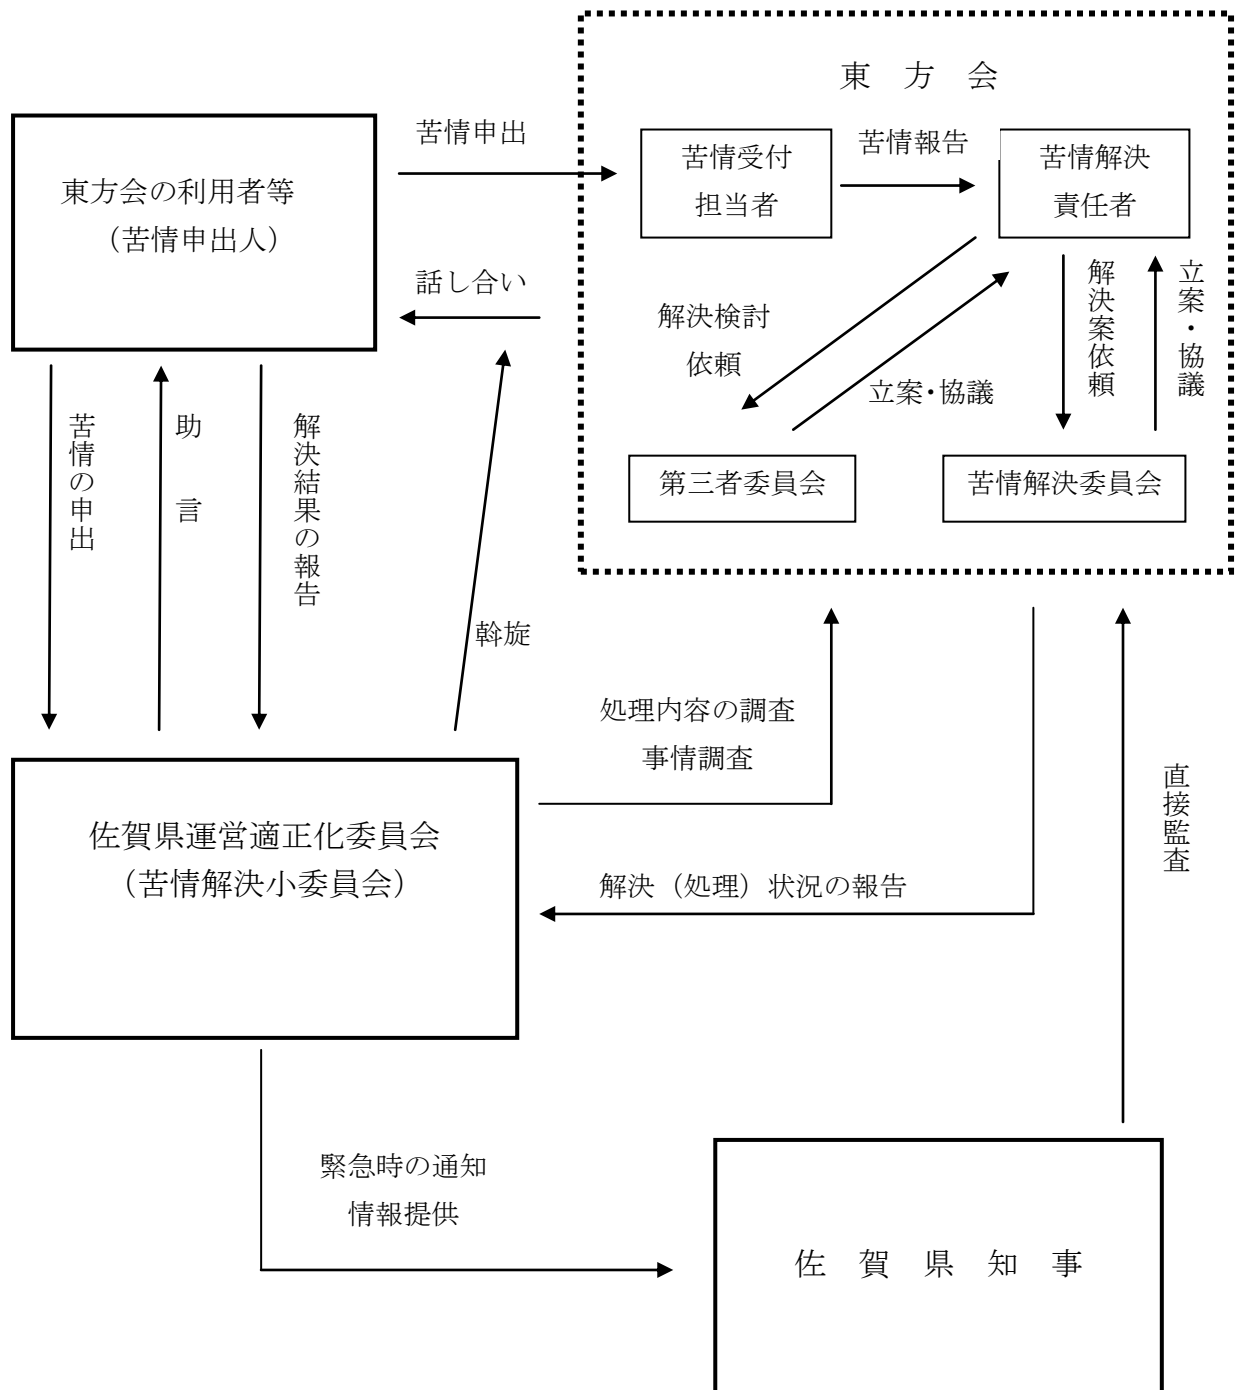 東方会
苦情申出
東方会の利用者等
（苦情申出人）
苦情受付
担当者
苦情報告
苦情解決
責任者
話し合い
解決検討
依頼
立案・協議
解決案依頼
立案・協議
第三者委員会
苦情解決委員会
苦情の申出
助言
解決結果の報告
斡旋
処理内容の調査
事情調査
直接監査
佐賀県運営適正化委員会
（苦情解決小委員会）
解決（処理）状況の報告
緊急時の通知
情報提供
佐賀県知事